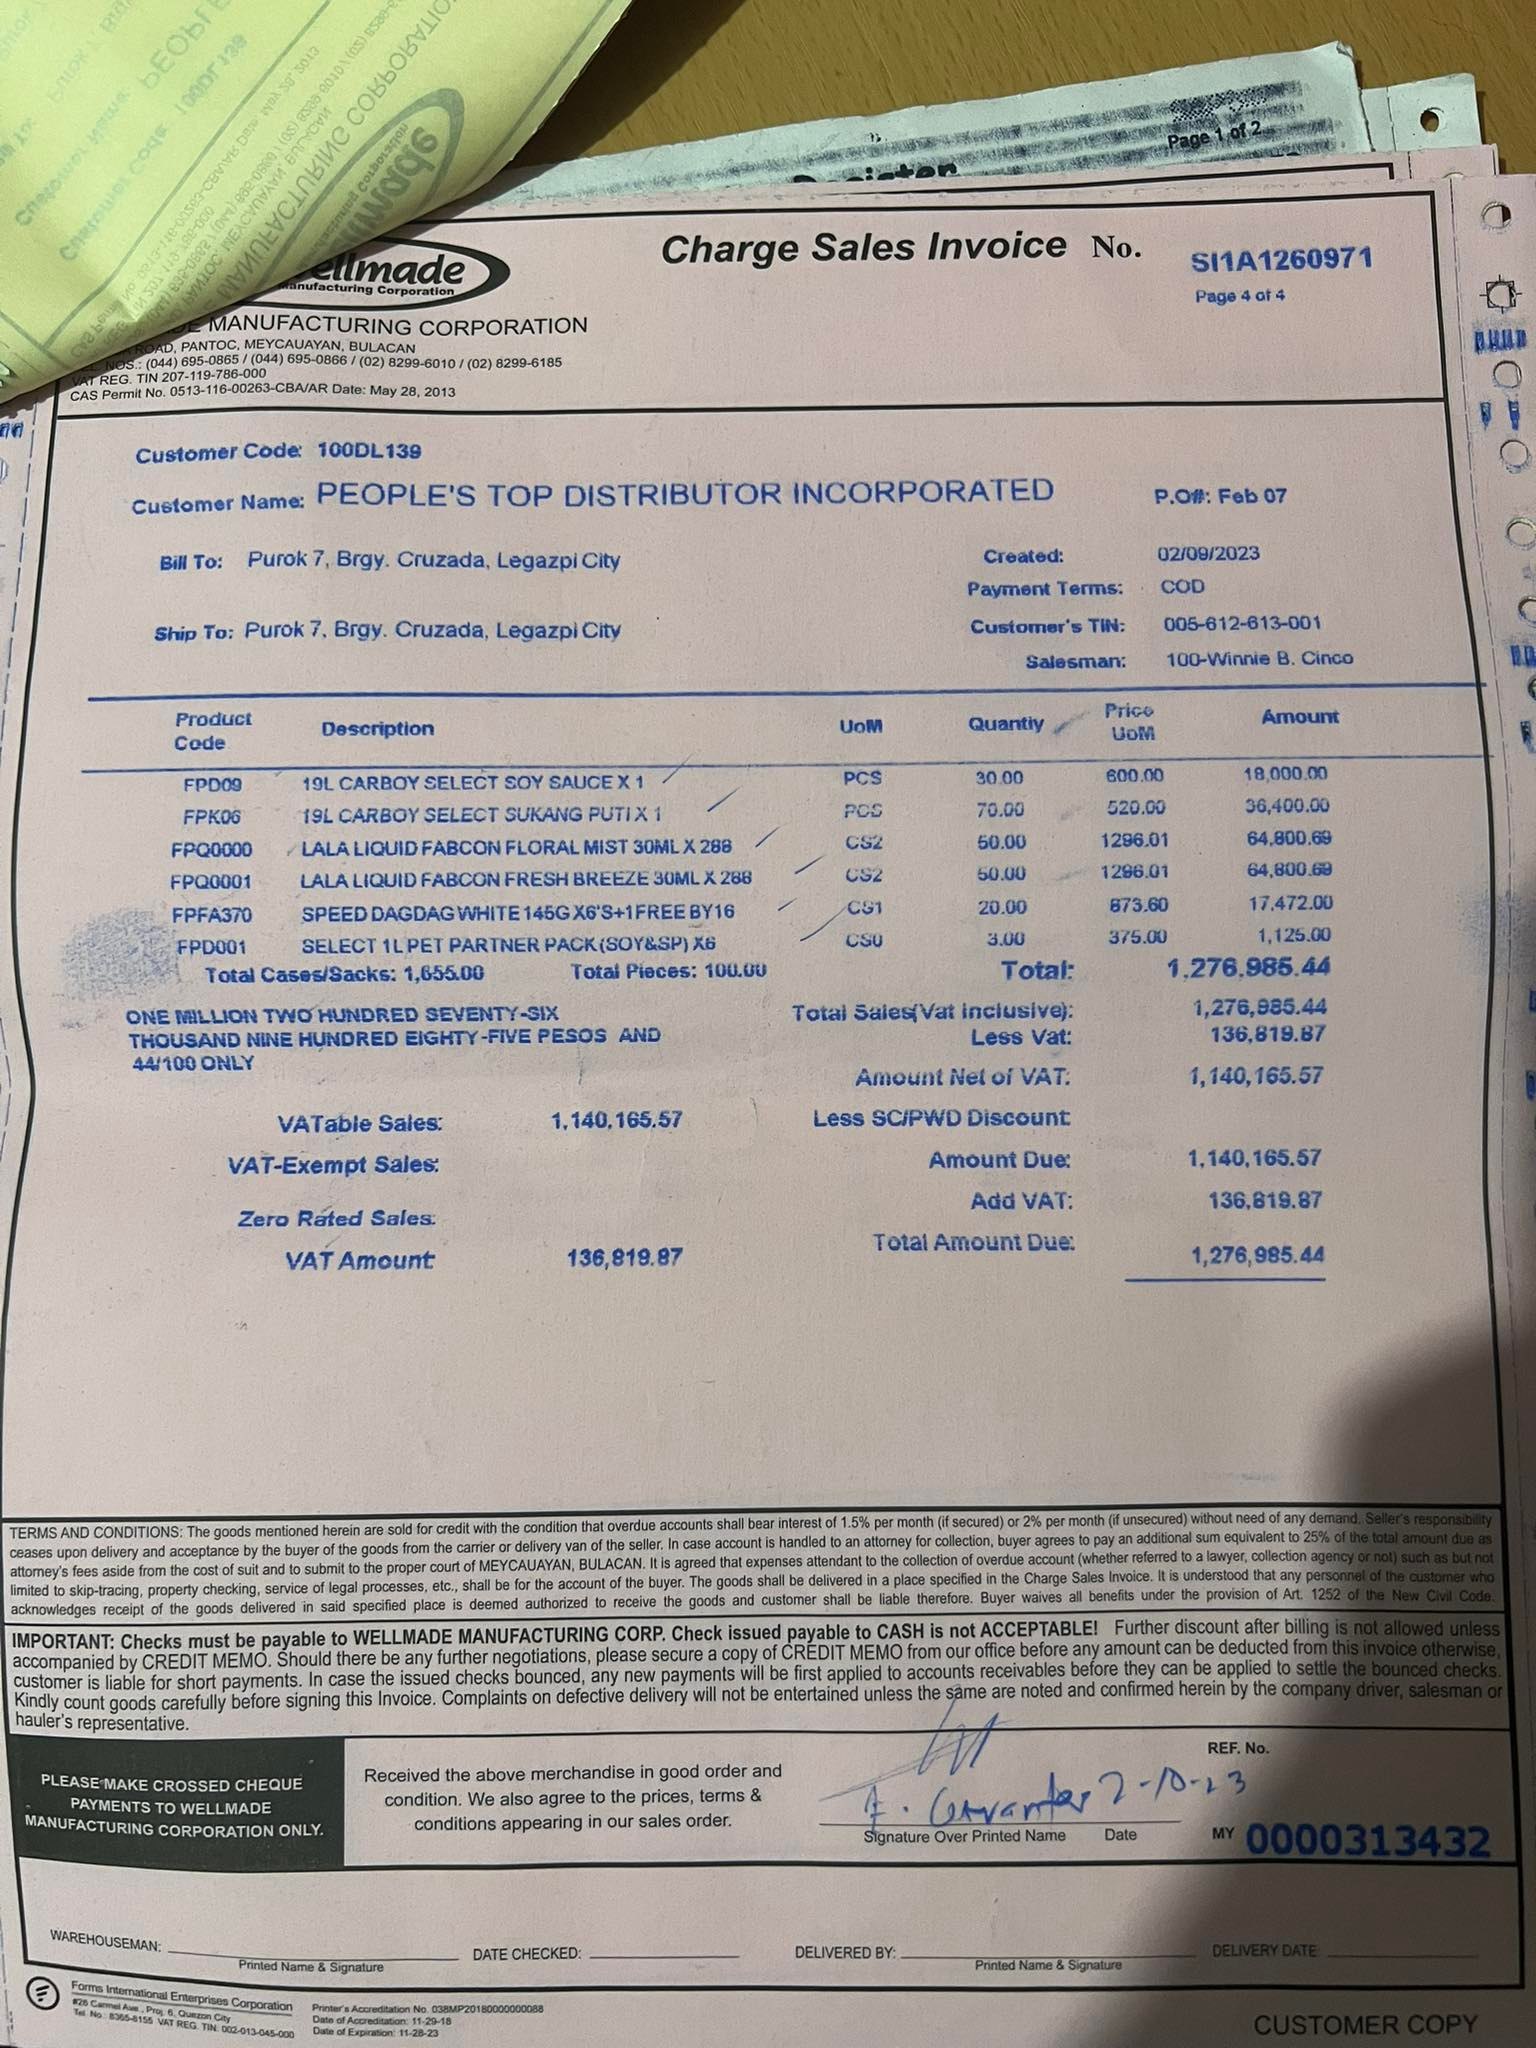 Page 1 of 2
Register
Wellmade
Manufacturing Corporation
Charge Sales Invoice No. SI1A1260971
Page 4 of 4
MANUFACTURING CORPORATION
ROAD, PANTOC, MEYCAUAYAN, BULACAN
TEL NOS.: (044) 695-0865 / (044) 695-0866 / (02) 8299-6010 / (02) 8299-6185
VAT REG. TIN 207-119-786-000
CAS Permit No. 0513-116-00263-CBA/AR Date: May 28, 2013
Customer Code: 100DL139
Customer Name: PEOPLE'S TOP DISTRIBUTOR INCORPORATED P.O#: Feb 07
Bill To: Purok 7, Brgy. Cruzada, Legazpi City Created: 02/09/2023
Payment Terms: COD
Ship To: Purok 7, Brgy. Cruzada, Legazpi City Customer's TIN: 005-612-613-001
Salesman: 100-Winnie B. Cinco
Product Code Description UoM Quantiy Price UoM Amount
FPD09 19L CARBOY SELECT SOY SAUCE X 1 PCS 30.00 600.00 18,000.00
FPK06 19L CARBOY SELECT SUKANG PUTI X 1 PCS 70.00 520.00 36,400.00
FPQ0000 LALA LIQUID FABCON FLORAL MIST 30ML X 288 CS2 50.00 1296.01 64,800.69
FPQ0001 LALA LIQUID FABCON FRESH BREEZE 30ML X 288 CS2 50.00 1296.01 64,800.69
FPFA370 SPEED DAGDAG WHITE 145G X6'S+1 FREE BY16 CS1 20.00 873.60 17,472.00
FPD001 SELECT 1L PET PARTNER PACK (SOY&SP) X6 CS0 3.00 375.00 1,125.00
Total Cases/Sacks: 1,655.00 Total Pieces: 100.00 Total: 1,276,985.44
ONE MILLION TWO HUNDRED SEVENTY-SIX Total Sales(Vat inclusive): 1,276,985.44
THOUSAND NINE HUNDRED EIGHTY-FIVE PESOS AND Less Vat: 136,819.87
44/100 ONLY
Amount Net of VAT: 1,140,165.57
VATable Sales: 1,140,165.57 Less SC/PWD Discount:
VAT-Exempt Sales: Amount Due: 1,140,165.57
Zero Rated Sales: Add VAT: 136,819.87
VAT Amount: 136,819.87 Total Amount Due: 1,276,985.44
TERMS AND CONDITIONS: The goods mentioned herein are sold for credit with the condition that overdue accounts shall bear interest of 1.5% per month (if secured) or 2% per month (if unsecured) without need of any demand. Seller's responsibility
ceases upon delivery and acceptance by the buyer of the goods from the carrier or delivery van of the seller. In case account is handled to an attorney for collection, buyer agrees to pay an additional sum equivalent to 25% of the total amount due as
attorney's fees aside from the cost of suit and to submit to the proper court of MEYCAUAYAN, BULACAN. It is agreed that expenses attendant to the collection of overdue account (whether referred to a lawyer, collection agency or not) such as but not
limited to skip-tracing, property checking, service of legal processes, etc., shall be for the account of the buyer. The goods shall be delivered in a place specified in the Charge Sales Invoice. It is understood that any personnel of the customer who
acknowledges receipt of the goods delivered in said specified place is deemed authorized to receive the goods and customer shall be liable therefore. Buyer waives all benefits under the provision of Art. 1252 of the New Civil Code.
IMPORTANT: Checks must be payable to WELLMADE MANUFACTURING CORP. Check issued payable to CASH is not ACCEPTABLE! Further discount after billing is not allowed unless
accompanied by CREDIT MEMO. Should there be any further negotiations, please secure a copy of CREDIT MEMO from our office before any amount can be deducted from this invoice otherwise,
customer is liable for short payments. In case the issued checks bounced, any new payments will be first applied to accounts receivables before they can be applied to settle the bounced checks.
Kindly count goods carefully before signing this Invoice. Complaints on defective delivery will not be entertained unless the same are noted and confirmed herein by the company driver, salesman or
hauler's representative.
PLEASE MAKE CROSSED CHEQUE
PAYMENTS TO WELLMADE
MANUFACTURING CORPORATION ONLY.
Received the above merchandise in good order and
condition. We also agree to the prices, terms &
conditions appearing in our sales order.
2-10-23
Signature Over Printed Name Date
REF. No.
MY 0000313432
WAREHOUSEMAN: DATE CHECKED: DELIVERED BY: DELIVERY DATE
Printed Name & Signature Printed Name & Signature
Forms International Enterprises Corporation
#26 Carmel Ave., Proj. 6, Quezon City
Tel. No.: 8365-8155 VAT REG. TIN: 002-013-045-000
Printer's Accreditation No. 038MP20180000000088
Date of Accreditation: 11-29-18
Date of Expiration: 11-28-23
CUSTOMER COPY